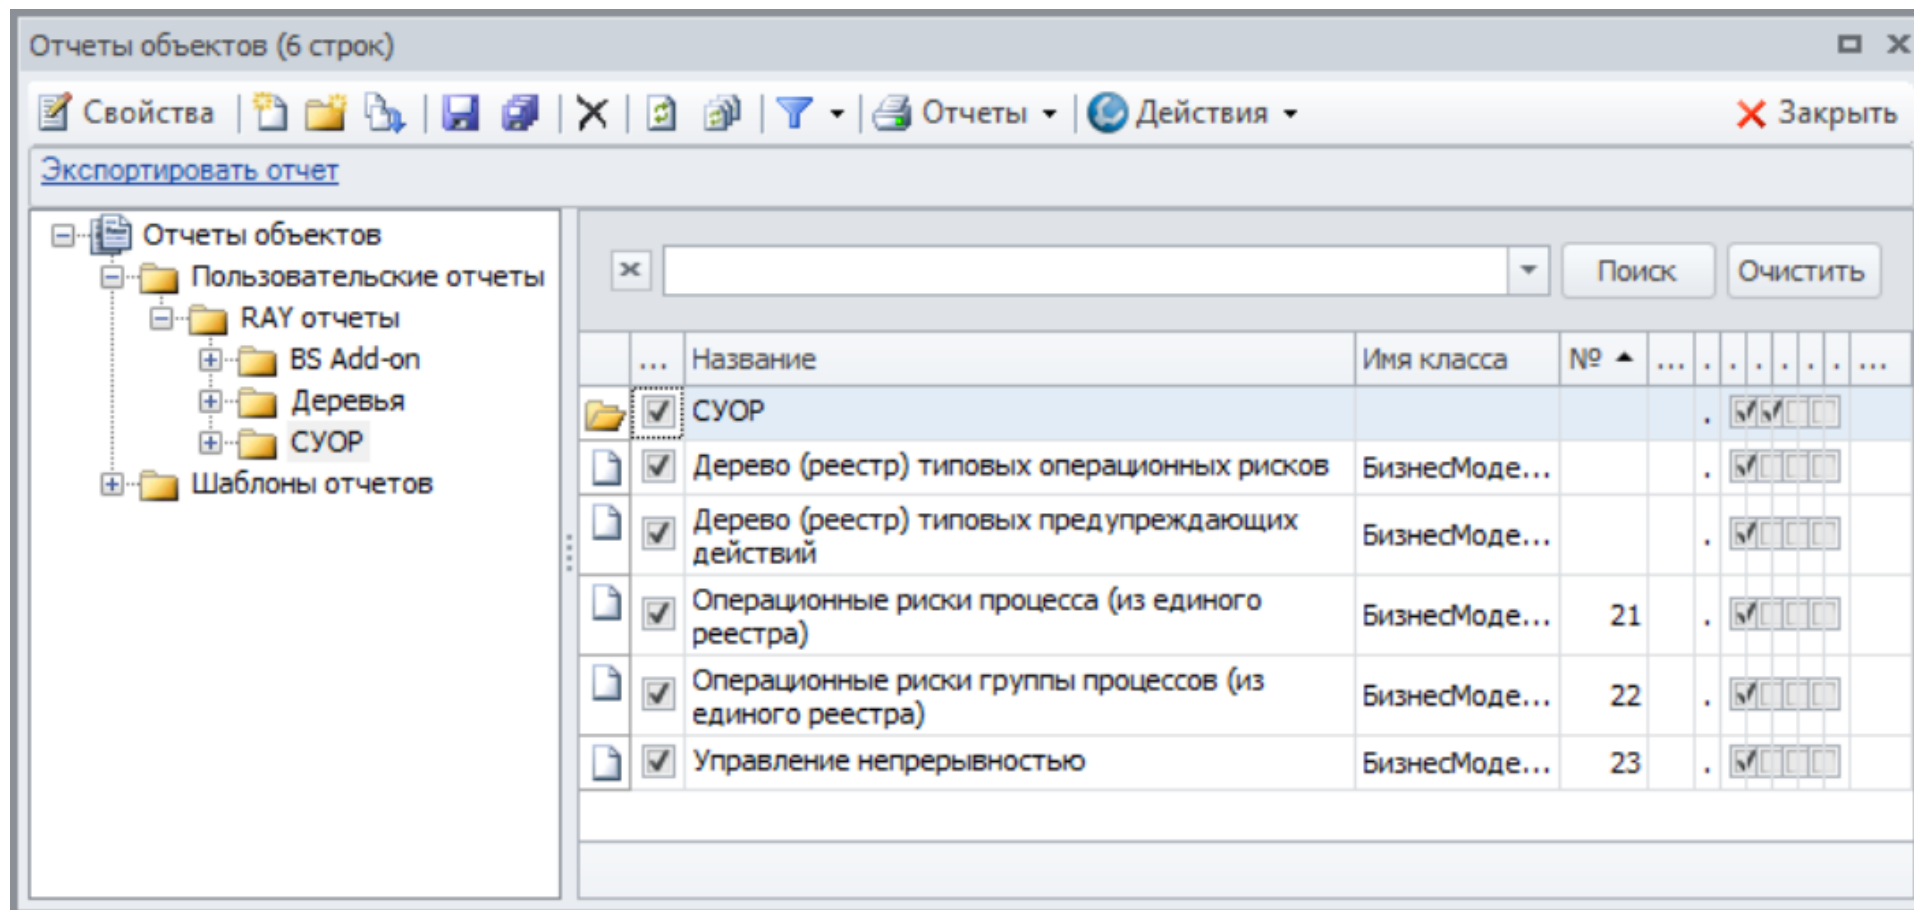 Отчеты объектов (6 строк)
Свойства Отчеты Действия Закрыть
Экспортировать отчет
Отчеты объектов
Пользовательские отчеты
RAY отчеты
BS Add-on
Деревья
СУОР
Шаблоны отчетов
Поиск Очистить
... Название Имя класса № ... . . . . . . ...
СУОР .
Дерево (реестр) типовых операционных рисков БизнесМоде... .
Дерево (реестр) типовых предупреждающих
действий БизнесМоде... .
Операционные риски процесса (из единого
реестра) БизнесМоде... 21 .
Операционные риски группы процессов (из
единого реестра) БизнесМоде... 22 .
Управление непрерывностью БизнесМоде... 23 .